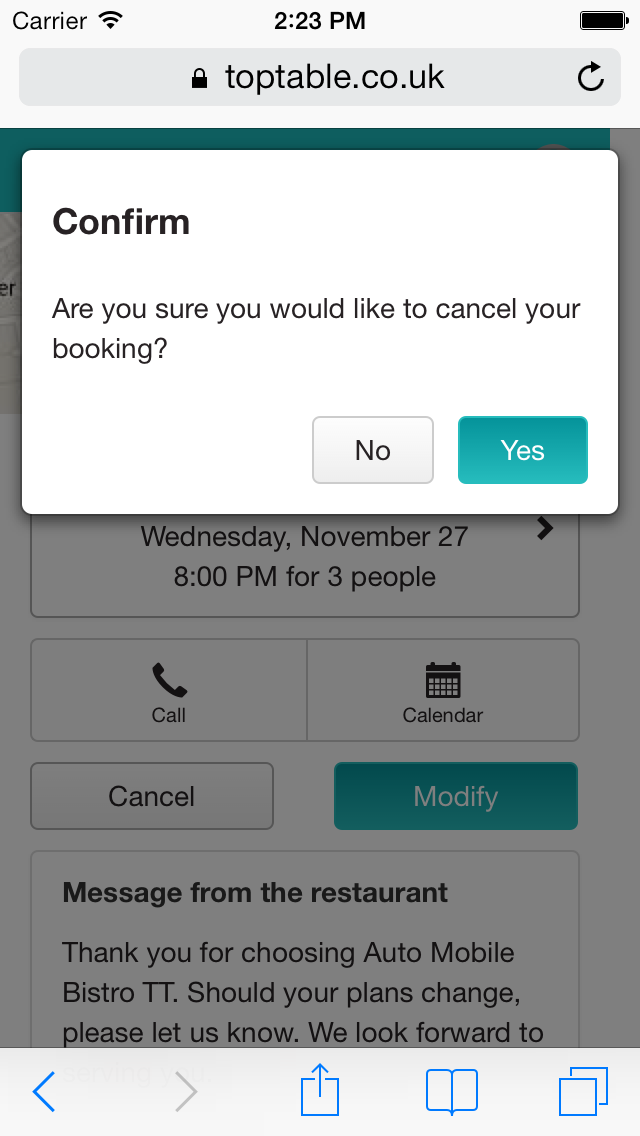 Carrier 2:23 PM
toptable.co.uk
er
Confirm
Are you sure you would like to cancel your
booking?
No Yes
Wednesday, November 27
8:00 PM for 3 people
Call Calendar
Cancel Modify
Message from the restaurant
Thank you for choosing Auto Mobile
Bistro TT. Should your plans change,
please let us know. We look forward to
serving you.